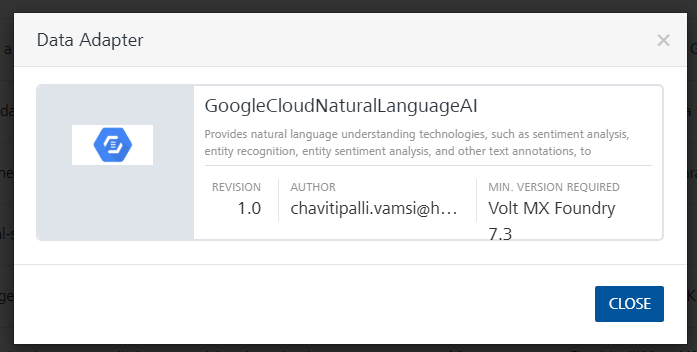 Data Adapter
×
GoogleCloudNaturalLanguageAI
Provides natural language understanding technologies, such as sentiment analysis,
entity recognition, entity sentiment analysis, and other text annotations, to
REVISION AUTHOR MIN. VERSION REQUIRED
1.0 chavitipalli.vamsi@h... Volt MX Foundry
7.3
CLOSE